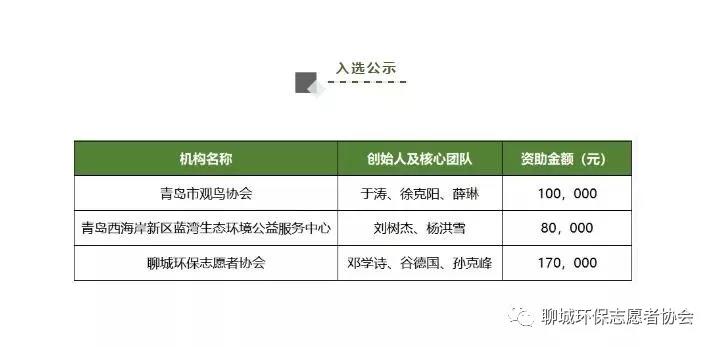 入选公示
机构名称 创始人及核心团队 资助金额（元）
青岛市观鸟协会 于涛、徐克阳、薛琳 100，000
青岛西海岸新区蓝湾生态环境公益服务中心 刘树杰、杨洪雪 80，000
聊城环保志愿者协会 邓学诗、谷德国、孙克峰 170，000
聊城环保志愿者协会